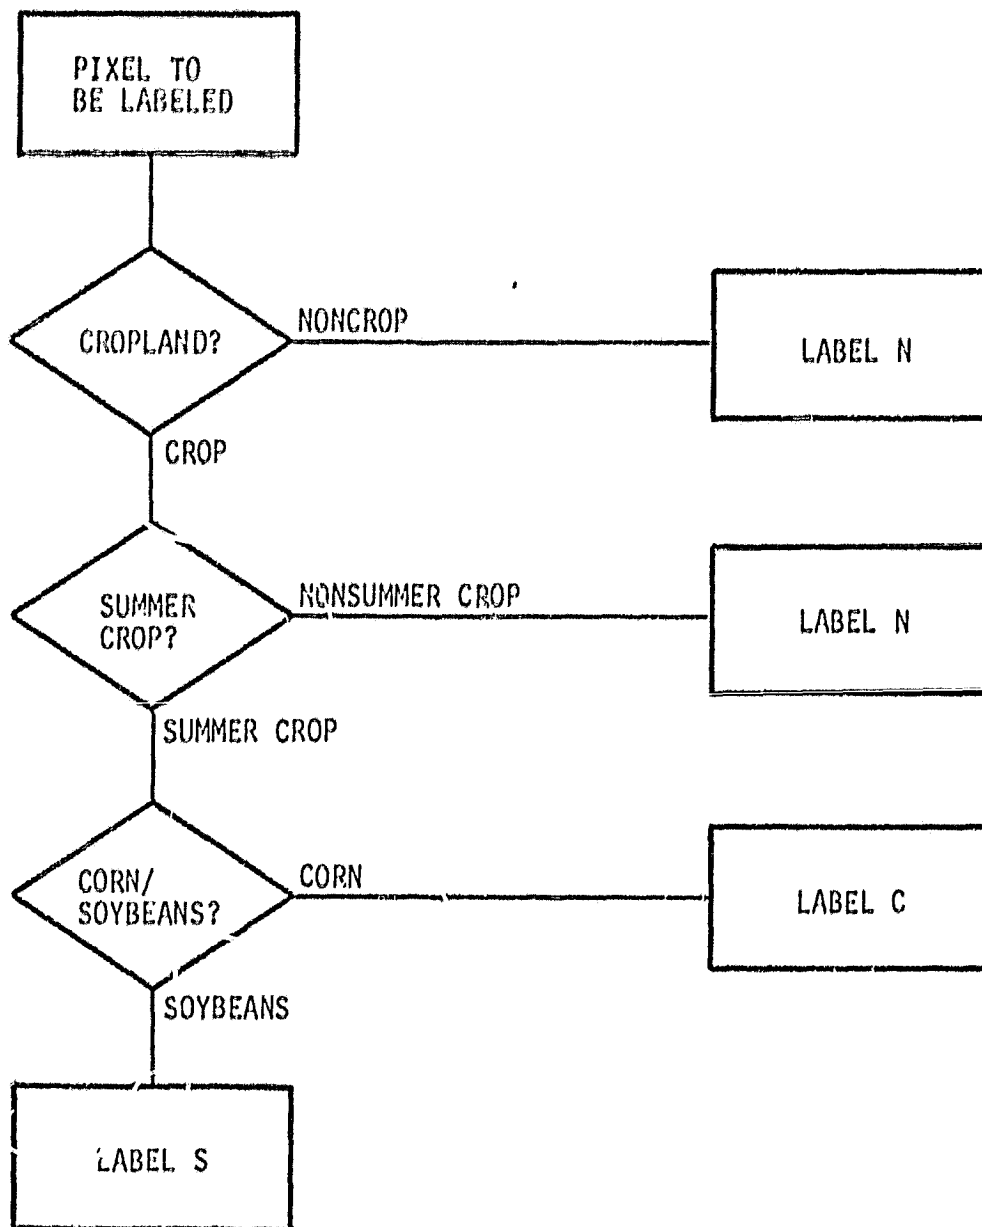 PIXEL TO
BE LABELED
CROPLAND?
NONCROP
LABEL N
CROP
SUMMER
CROP?
NONSUMMER CROP
LABEL N
SUMMER CROP
CORN/
SOYBEANS?
CORN
LABEL C
SOYBEANS
LABEL S